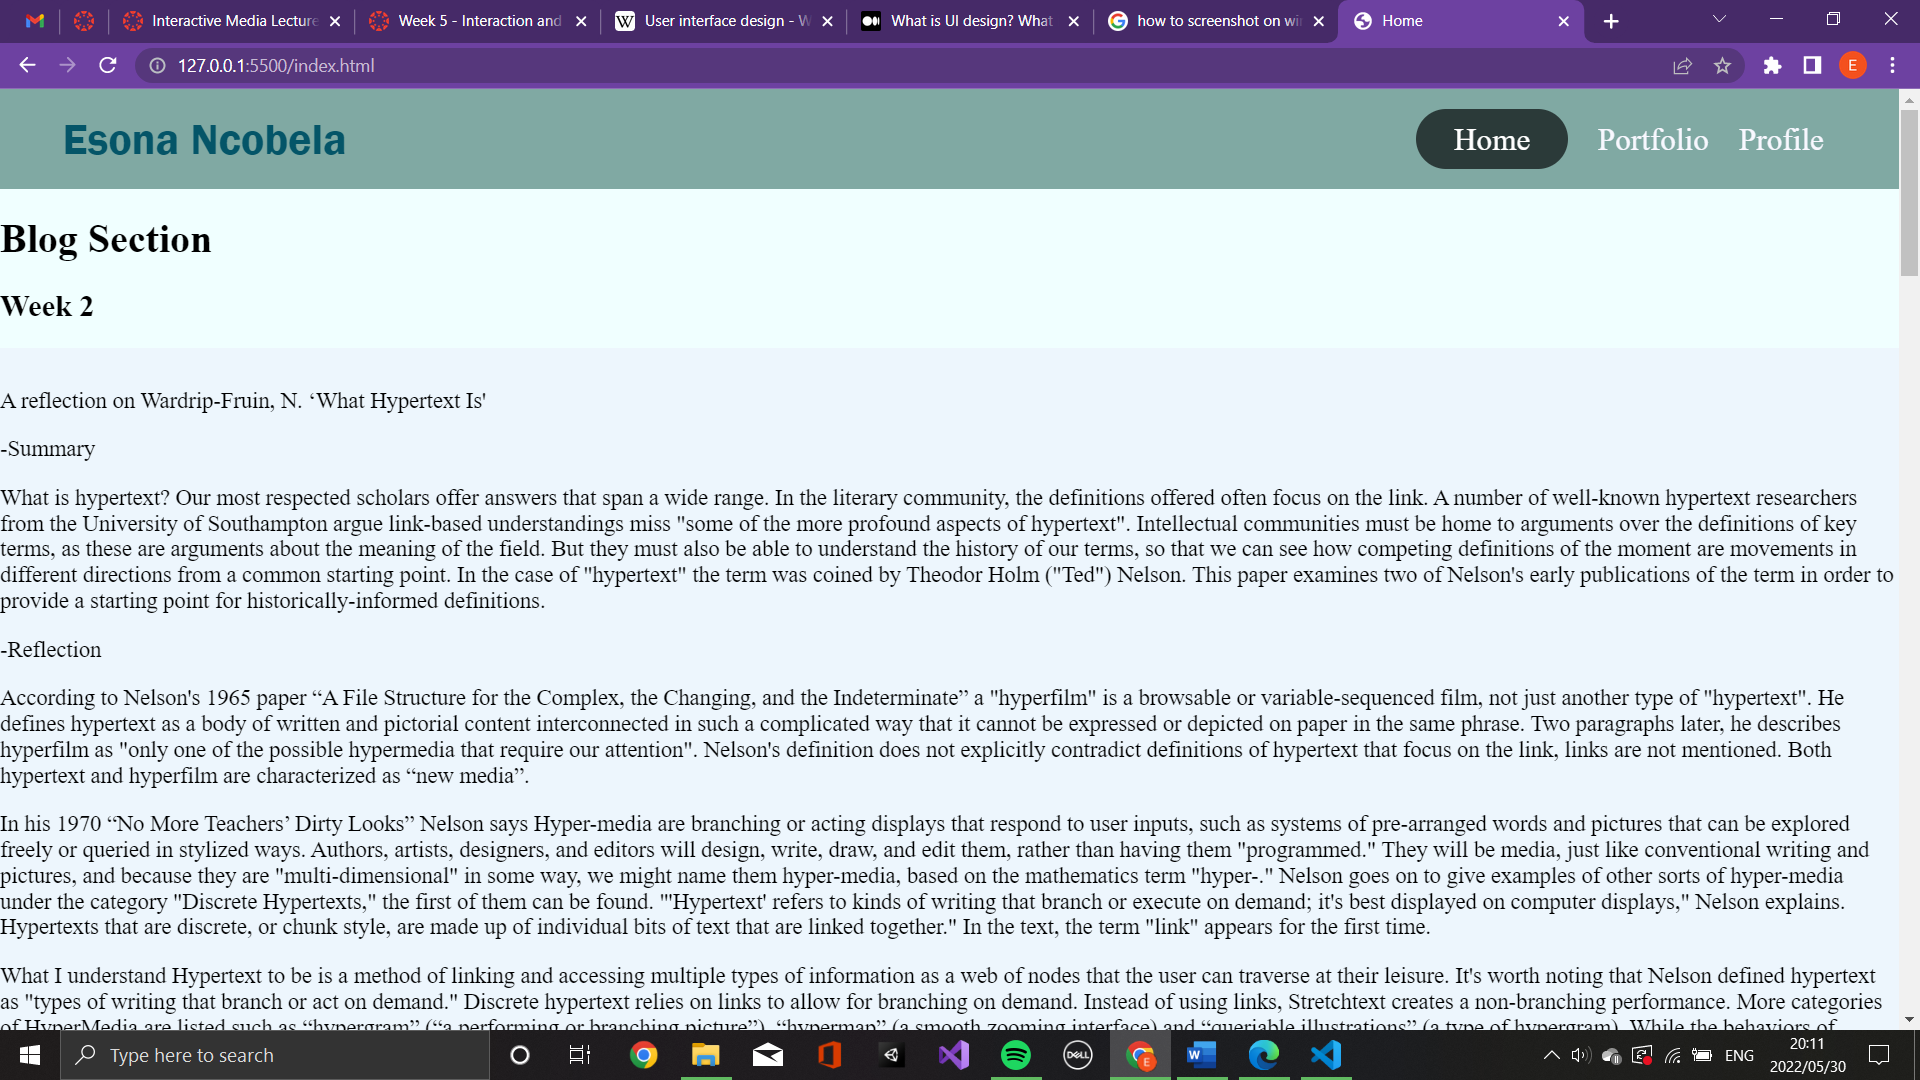 Interactive Media Lecture
Week 5 - Interaction and
User interface design - W
What is UI design? What
how to screenshot on wi
Home
127.0.0.1:5500/index.html
E
Esona Ncobela
Home
Portfolio
Profile
Blog Section
Week 2
A reflection on Wardrip-Fruin, N. ‘What Hypertext Is'
-Summary
What is hypertext? Our most respected scholars offer answers that span a wide range. In the literary community, the definitions offered often focus on the link. A number of well-known hypertext researchers
from the University of Southampton argue link-based understandings miss "some of the more profound aspects of hypertext". Intellectual communities must be home to arguments over the definitions of key
terms, as these are arguments about the meaning of the field. But they must also be able to understand the history of our terms, so that we can see how competing definitions of the moment are movements in
different directions from a common starting point. In the case of "hypertext" the term was coined by Theodor Holm ("Ted") Nelson. This paper examines two of Nelson's early publications of the term in order to
provide a starting point for historically-informed definitions.
-Reflection
According to Nelson's 1965 paper “A File Structure for the Complex, the Changing, and the Indeterminate” a "hyperfilm" is a browsable or variable-sequenced film, not just another type of "hypertext". He
defines hypertext as a body of written and pictorial content interconnected in such a complicated way that it cannot be expressed or depicted on paper in the same phrase. Two paragraphs later, he describes
hyperfilm as "only one of the possible hypermedia that require our attention". Nelson's definition does not explicitly contradict definitions of hypertext that focus on the link, links are not mentioned. Both
hypertext and hyperfilm are characterized as “new media”.
In his 1970 “No More Teachers’ Dirty Looks” Nelson says Hyper-media are branching or acting displays that respond to user inputs, such as systems of pre-arranged words and pictures that can be explored
freely or queried in stylized ways. Authors, artists, designers, and editors will design, write, draw, and edit them, rather than having them "programmed." They will be media, just like conventional writing and
pictures, and because they are "multi-dimensional" in some way, we might name them hyper-media, based on the mathematics term "hyper-." Nelson goes on to give examples of other sorts of hyper-media
under the category "Discrete Hypertexts," the first of them can be found. "'Hypertext' refers to kinds of writing that branch or execute on demand; it's best displayed on computer displays," Nelson explains.
Hypertexts that are discrete, or chunk style, are made up of individual bits of text that are linked together." In the text, the term "link" appears for the first time.
What I understand Hypertext to be is a method of linking and accessing multiple types of information as a web of nodes that the user can traverse at their leisure. It's worth noting that Nelson defined hypertext
as "types of writing that branch or act on demand." Discrete hypertext relies on links to allow for branching on demand. Instead of using links, Stretchtext creates a non-branching performance. More categories
of HyperMedia are listed such as “hypergram” (“a performing or branching picture”), “hypermap” (a smooth zooming interface) and “queriable illustrations” (a type of hypergram). While the behaviors of
Type here to search
DELL
E
W
ENG
20:11
2022/05/30